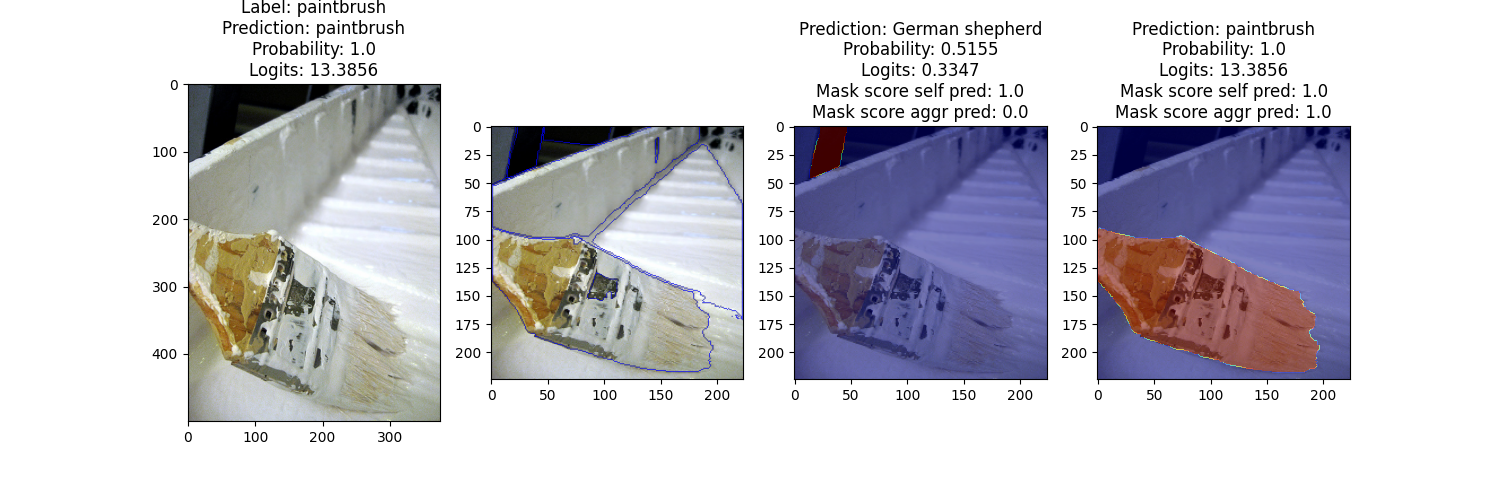 Label: paintbrush
Prediction: paintbrush
Probability: 1.0
Logits: 13.3856
0
100
200
300
400
0 100 200 300
0
25
50
75
100
125
150
175
200
0 50 100 150 200
Prediction: German shepherd
Probability: 0.5155
Logits: 0.3347
Mask score self pred: 1.0
Mask score aggr pred: 0.0
0
25
50
75
100
125
150
175
200
0 50 100 150 200
Prediction: paintbrush
Probability: 1.0
Logits: 13.3856
Mask score self pred: 1.0
Mask score aggr pred: 1.0
0
25
50
75
100
125
150
175
200
0 50 100 150 200